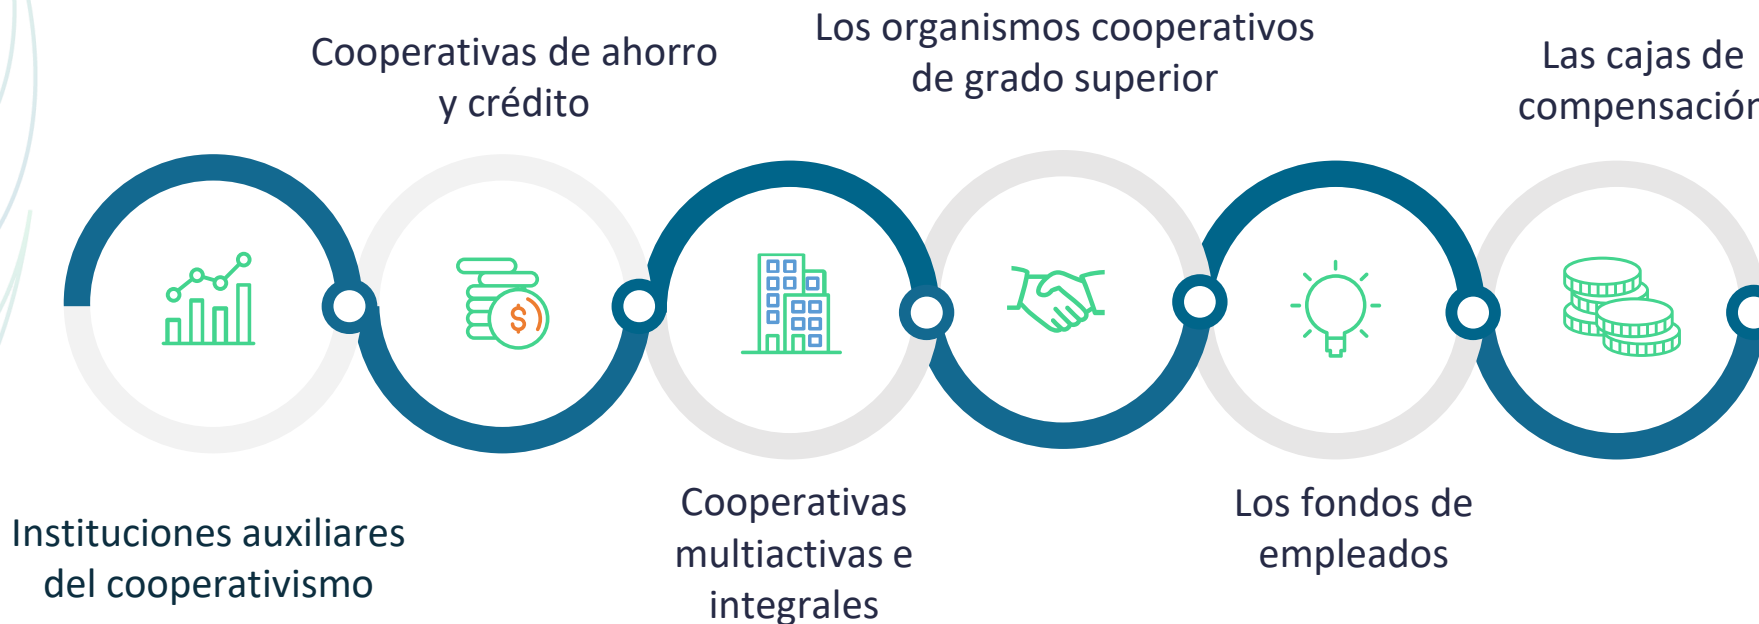 Instituciones auxiliares
del cooperativismo
Cooperativas de ahorro
y crédito
Cooperativas
multiactivas e
integrales
Los organismos cooperativos
de grado superior
Los fondos de
empleados
Las cajas de
compensación
$